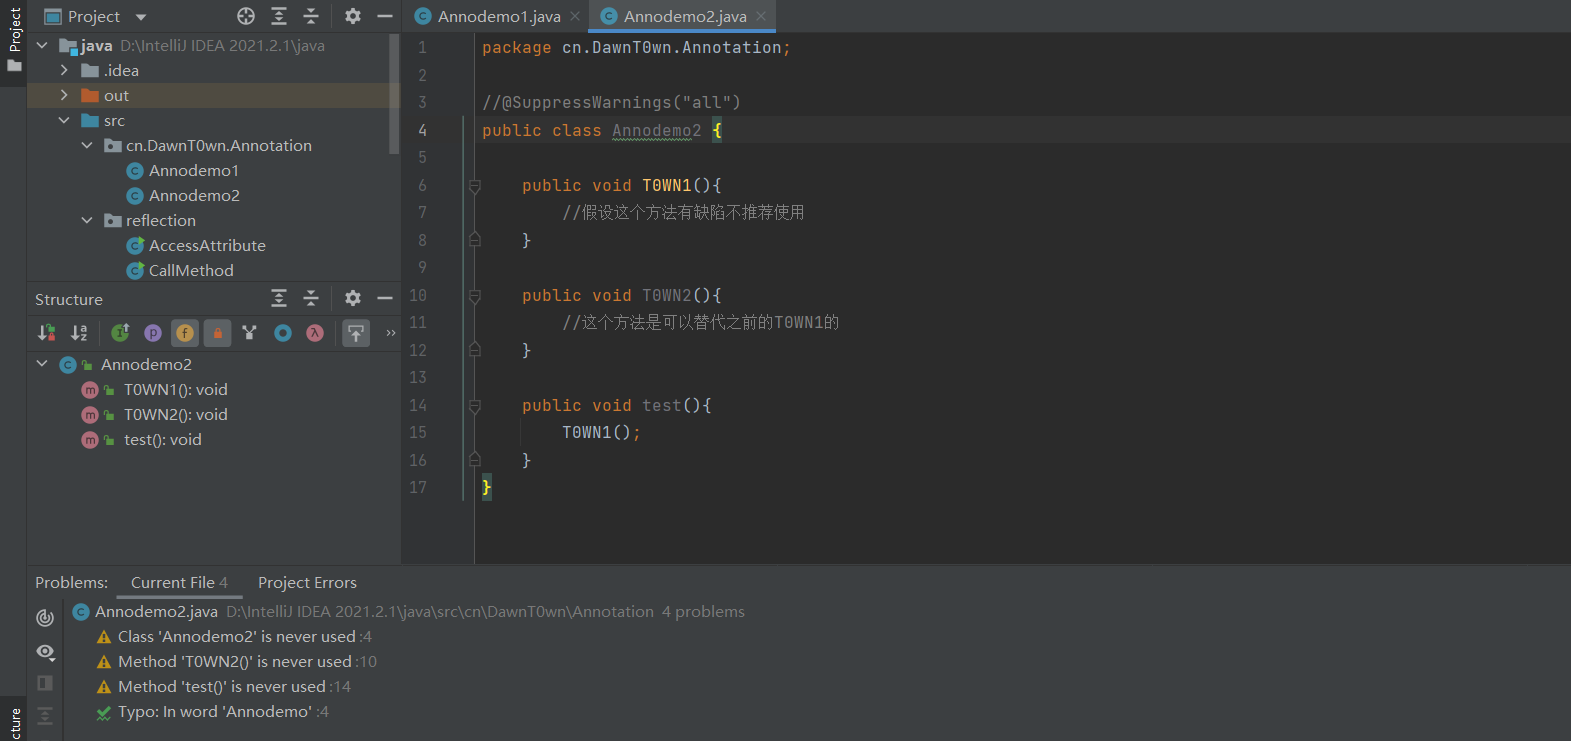 Project
Project
java D:\IntelliJ IDEA 2021.2.1\java
.idea
out
src
cn.DawnT0wn.Annotation
Annodemo1
Annodemo2
reflection
AccessAttribute
CallMethod
Structure
Annodemo2
T0WN1(): void
T0WN2(): void
test(): void
Annodemo1.java
Annodemo2.java
1 package cn.DawnT0wn.Annotation;
2
3 //@SuppressWarnings("all")
4 public class Annodemo2 {
5
6 public void T0WN1(){
7 //假设这个方法有缺陷不推荐使用
8 }
9
10 public void T0WN2(){
11 //这个方法是可以替代之前的T0WN1的
12 }
13
14 public void test(){
15 T0WN1();
16 }
17 }
Problems: Current File 4 Project Errors
Annodemo2.java D:\IntelliJ IDEA 2021.2.1\java\src\cn\DawnT0wn\Annotation 4 problems
Class 'Annodemo2' is never used :4
Method 'T0WN2()' is never used :10
Method 'test()' is never used :14
Typo: In word 'Annodemo' :4
cture